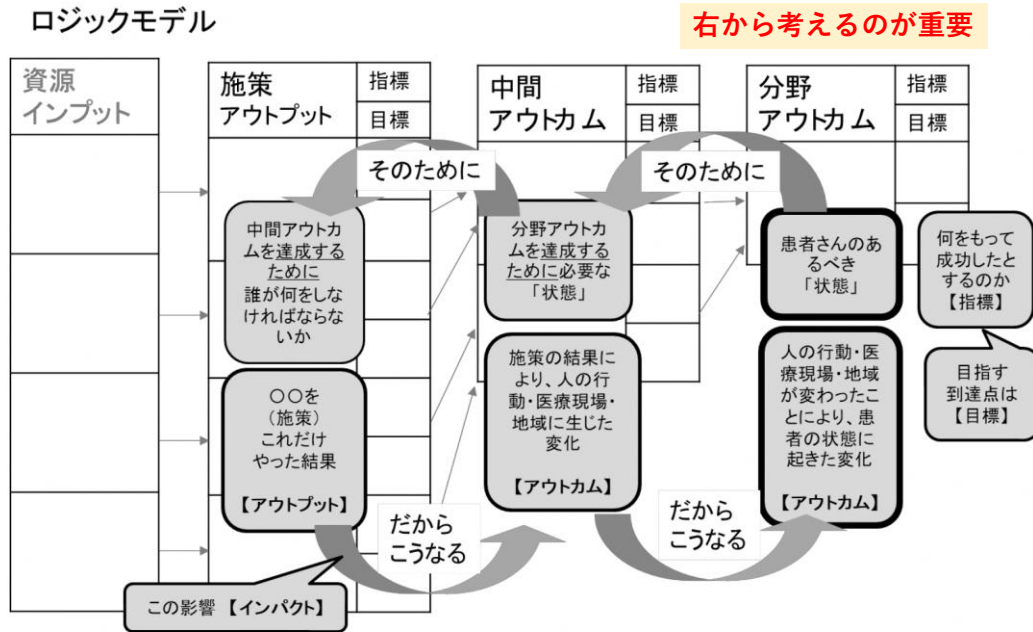 ロジックモデル
右から考えるのが重要
資源
インプット
施策
アウトプット
指標
目標
中間
アウトカム
指標
目標
分野
アウトカム
指標
目標
そのために
そのために
中間アウトカ
ムを達成する
ために
誰が何をしな
ければならな
いか
分野アウトカ
ムを達成する
ために必要な
「状態」
患者さんのあ
るべき
「状態」
何をもって
成功したと
するのか
【指標】
〇〇を
(施策)
これだけ
やった結果
【アウトプット】
施策の結果に
より、人の行
動・医療現場・
地域に生じた
変化
【アウトカム】
人の行動・医
療現場・地域
が変わったこ
とにより、患
者の状態に
起きた変化
【アウトカム】
目指す
到達点は
【目標】
だから
こうなる
だから
こうなる
この影響 【インパクト】